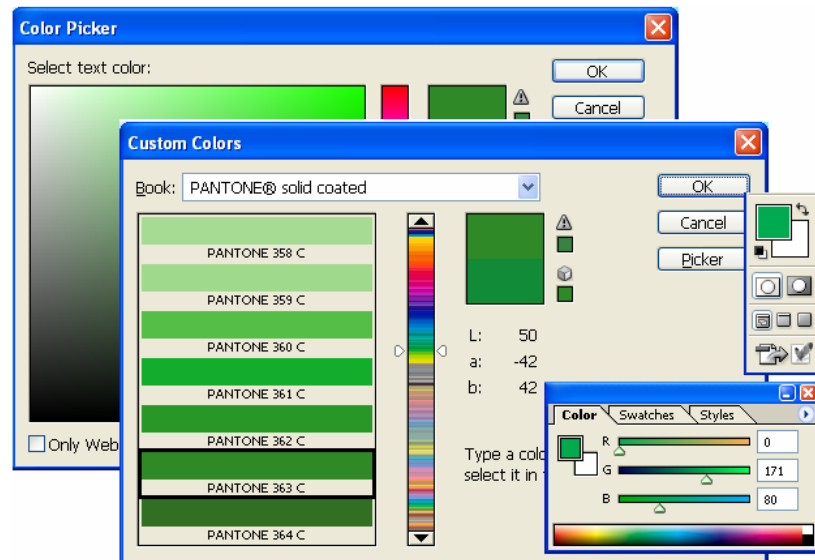 Color Picker
Select text color:
OK
Cancel
Custom Colors
Book: PANTONE® solid coated
OK
Cancel
Picker
PANTONE 358 C
PANTONE 359 C
PANTONE 360 C
PANTONE 361 C
PANTONE 362 C
PANTONE 363 C
PANTONE 364 C
L: 50
a: -42
b: 42
Type a colo
select it in
Only Web
Color Swatches Styles
R 0
G 171
B 80